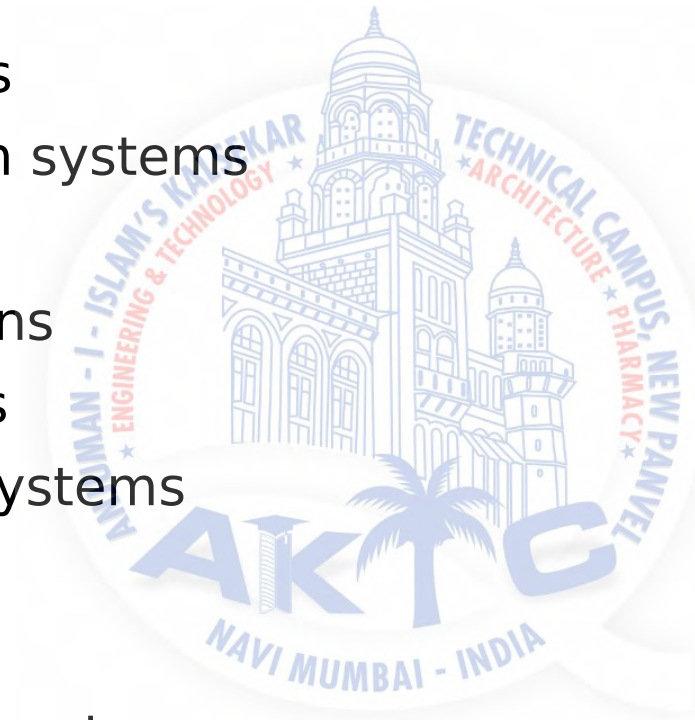 s
n systems
ns
s
ystems
ANJUMAN - I - ISLAM'S KALSEKAR TECHNICAL CAMPUS, NEW PANVEL
ENGINEERING & TECHNOLOGY ★ ★ ARCHITECTURE ★ PHARMACY ★
AKTC
NAVI MUMBAI - INDIA